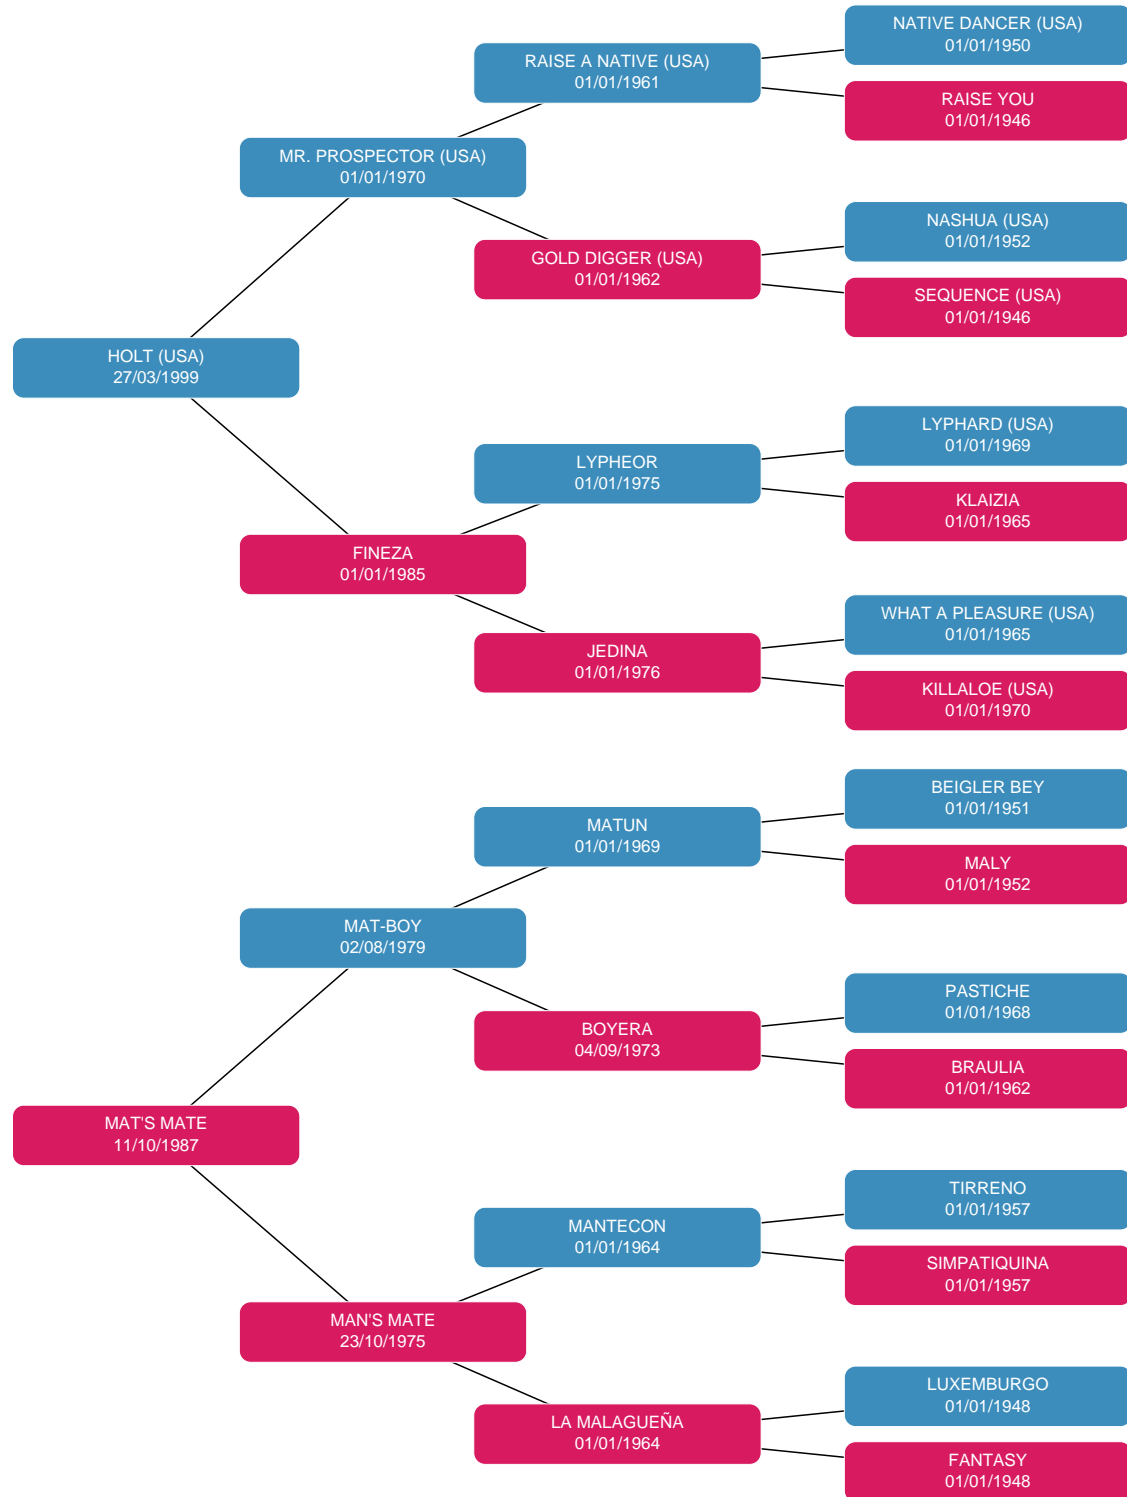 NATIVE DANCER (USA)
01/01/1950
RAISE A NATIVE (USA)
01/01/1961
RAISE YOU
01/01/1946
MR. PROSPECTOR (USA)
01/01/1970
NASHUA (USA)
01/01/1952
GOLD DIGGER (USA)
01/01/1962
SEQUENCE (USA)
01/01/1946
HOLT (USA)
27/03/1999
LYPHARD (USA)
01/01/1969
LYPHEOR
01/01/1975
KLAIZIA
01/01/1965
FINEZA
01/01/1985
WHAT A PLEASURE (USA)
01/01/1965
JEDINA
01/01/1976
KILLALOE (USA)
01/01/1970
BEIGLER BEY
01/01/1951
MATUN
01/01/1969
MALY
01/01/1952
MAT-BOY
02/08/1979
PASTICHE
01/01/1968
BOYERA
04/09/1973
BRAULIA
01/01/1962
MAT'S MATE
11/10/1987
TIRRENO
01/01/1957
MANTECON
01/01/1964
SIMPATIQUINA
01/01/1957
MAN'S MATE
23/10/1975
LUXEMBURGO
01/01/1948
LA MALAGUEÑA
01/01/1964
FANTASY
01/01/1948